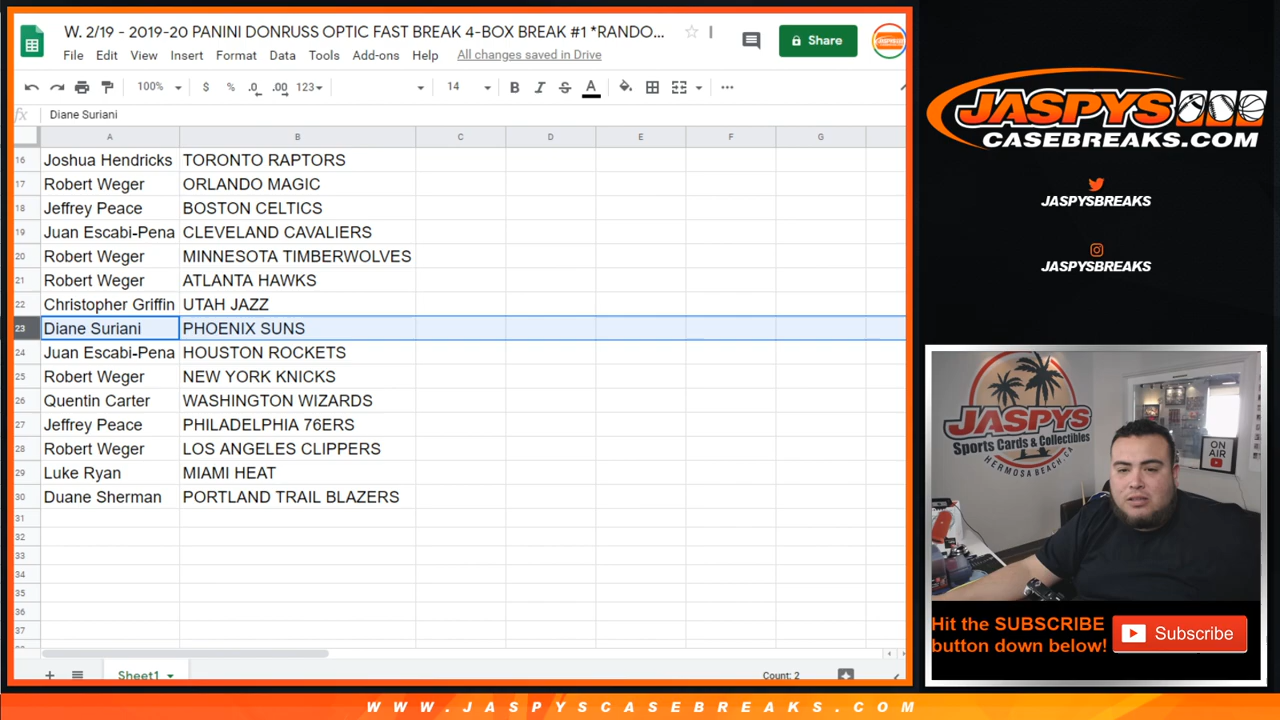 W. 2/19 - 2019-20 PANINI DONRUSS OPTIC FAST BREAK 4-BOX BREAK #1 *RANDO...
Share
File Edit View Insert Format Data Tools Add-ons Help All changes saved in Drive
100% $ % .0 .00 123 14 B I S A
fx Diane Suriani
A B C D E F G
16 Joshua Hendricks TORONTO RAPTORS
17 Robert Weger ORLANDO MAGIC
18 Jeffrey Peace BOSTON CELTICS
19 Juan Escabi-Pena CLEVELAND CAVALIERS
20 Robert Weger MINNESOTA TIMBERWOLVES
21 Robert Weger ATLANTA HAWKS
22 Christopher Griffin UTAH JAZZ
23 Diane Suriani PHOENIX SUNS
24 Juan Escabi-Pena HOUSTON ROCKETS
25 Robert Weger NEW YORK KNICKS
26 Quentin Carter WASHINGTON WIZARDS
27 Jeffrey Peace PHILADELPHIA 76ERS
28 Robert Weger LOS ANGELES CLIPPERS
29 Luke Ryan MIAMI HEAT
30 Duane Sherman PORTLAND TRAIL BLAZERS
31
32
33
34
35
36
37
Sheet1
Count: 2
JASPYS
CASEBREAKS.COM
JASPYSBREAKS
JASPYSBREAKS
JASPYS
Sports Cards & Collectibles
HERMOSA BEACH, CA
ON
AIR
Hit the SUBSCRIBE
button down below!
Subscribe
WWW.JASPYSCASEBREAKS.COM